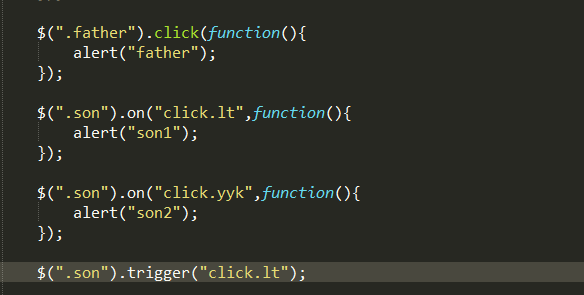 $(".father").click(function(){
    alert("father");
});
$(".son").on("click.lt",function(){
    alert("son1");
});
$(".son").on("click.yyk",function(){
    alert("son2");
});
$(".son").trigger("click.lt");